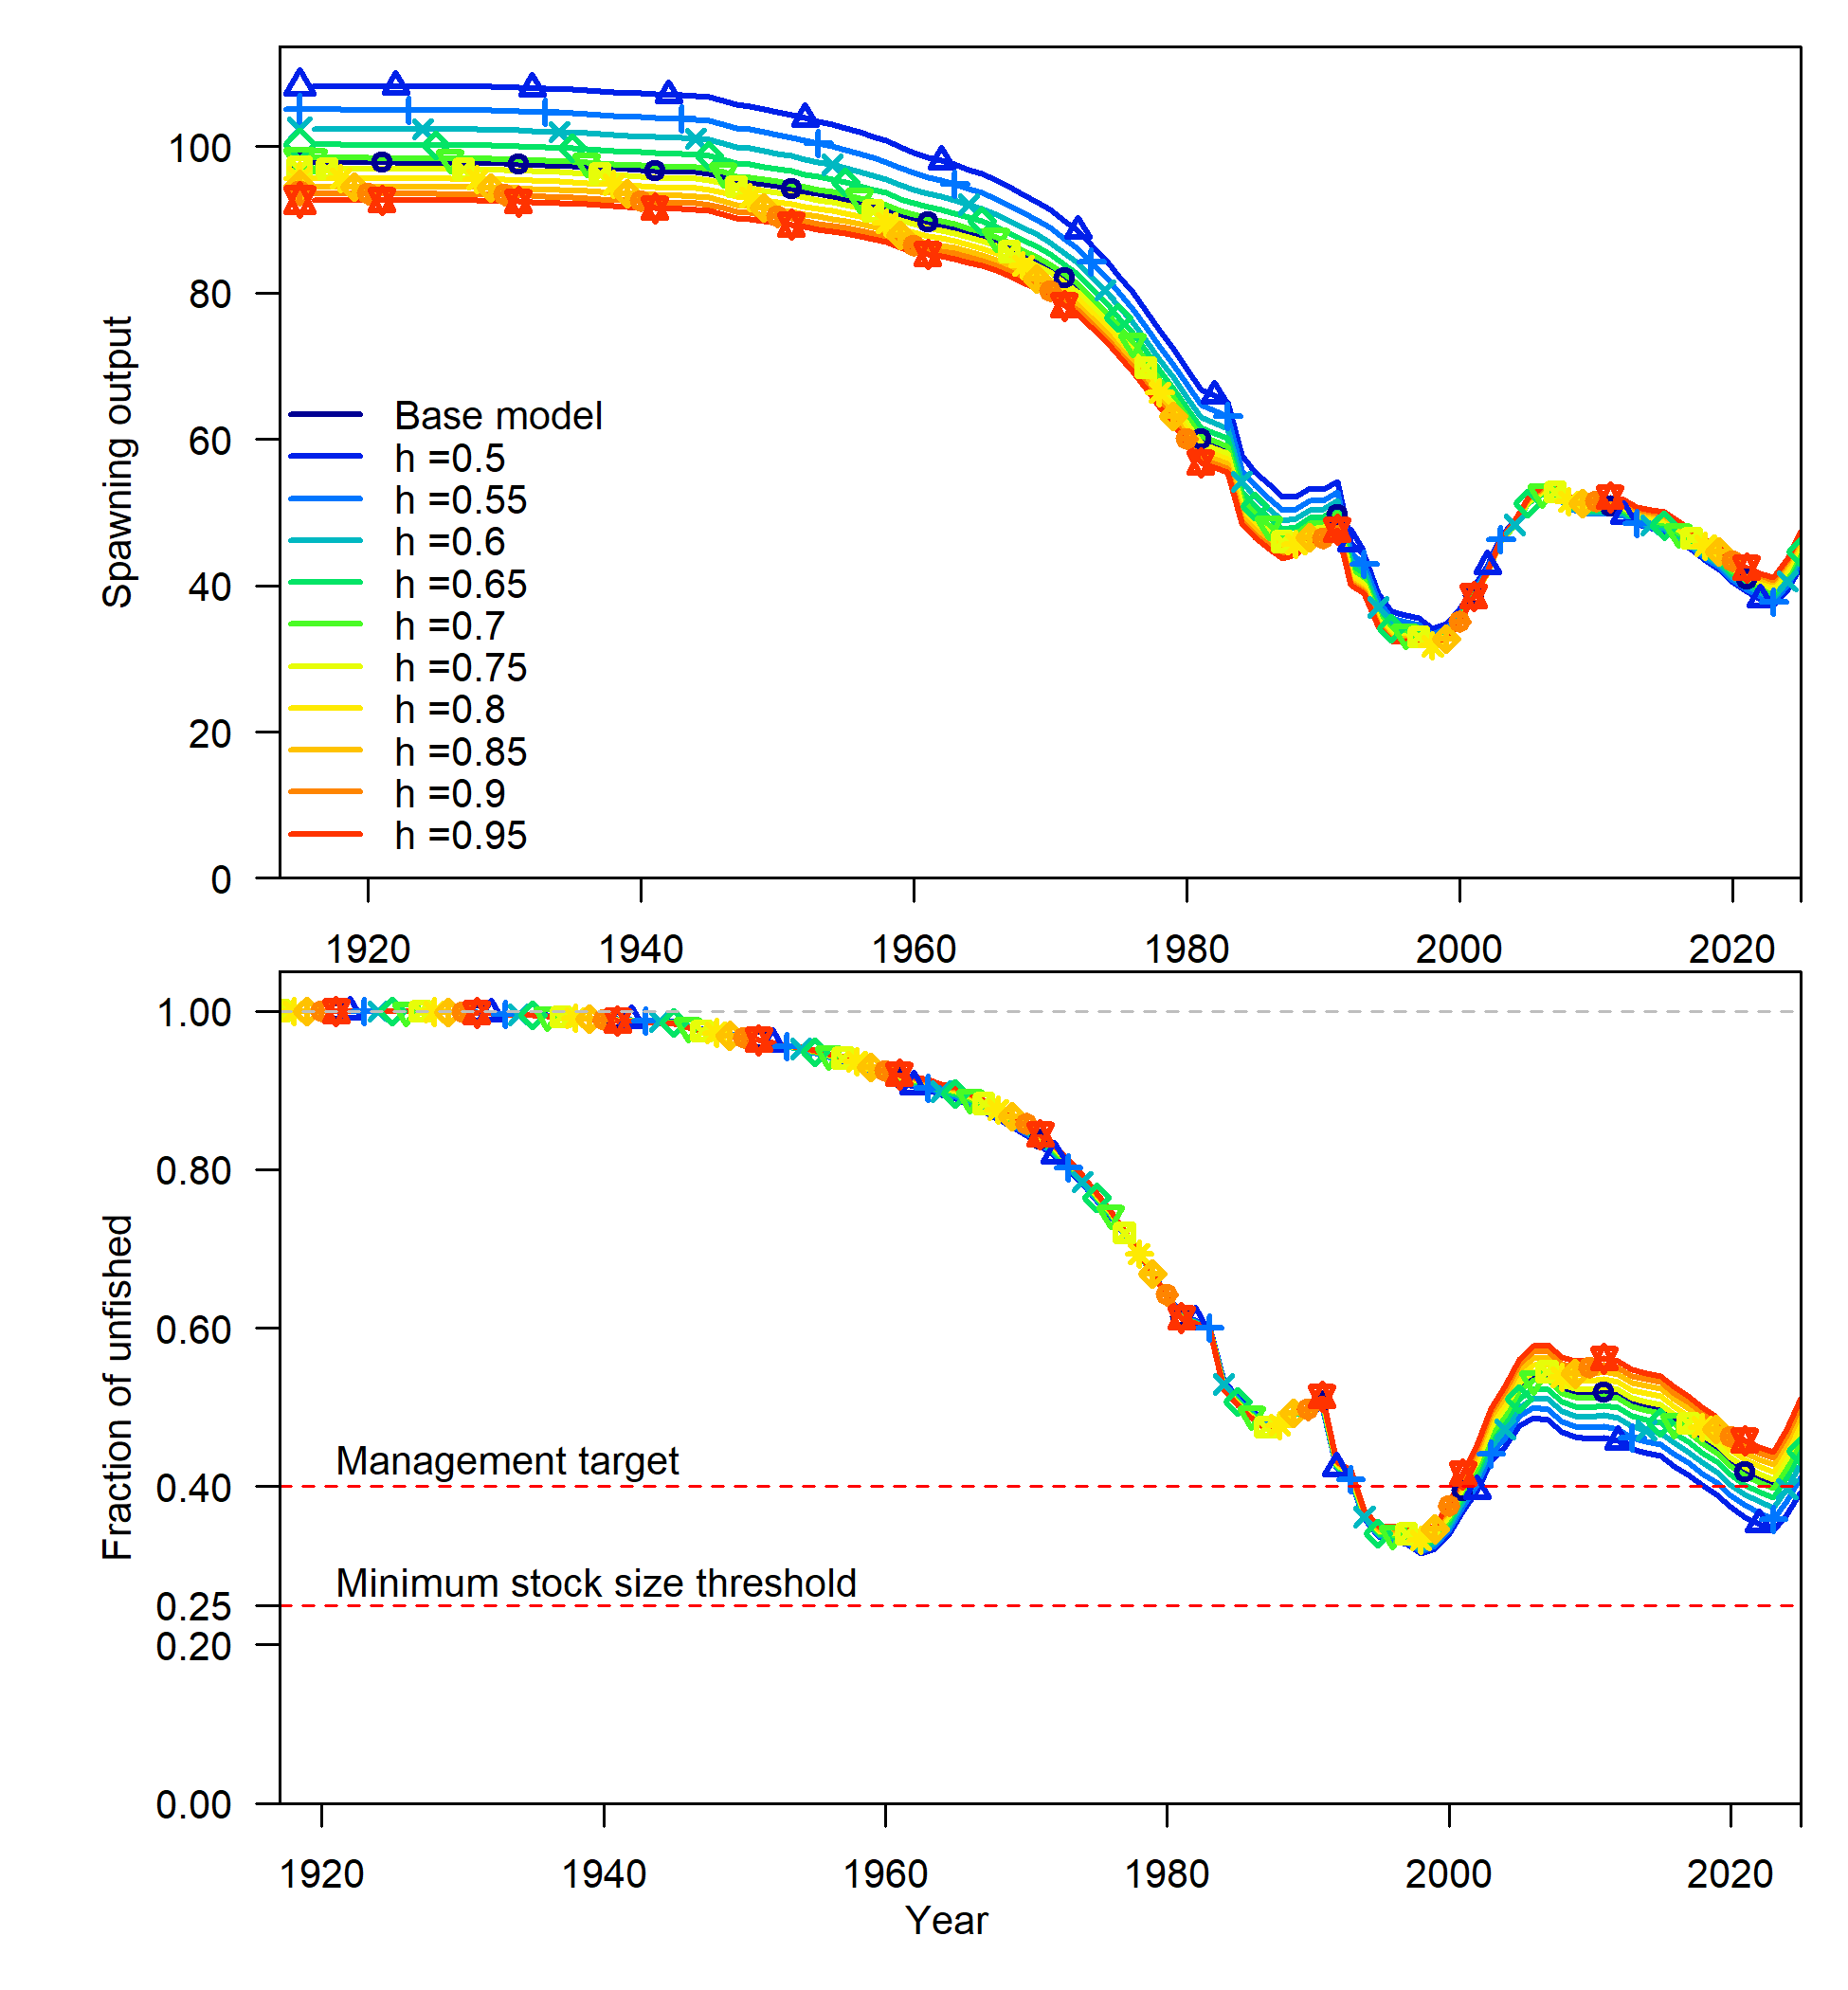 Spawning output
100
80
60
40
20
0
Base model
h =0.5
h =0.55
h =0.6
h =0.65
h =0.7
h =0.75
h =0.8
h =0.85
h =0.9
h =0.95
1920 1940 1960 1980 2000 2020
Fraction of unfished
1.00
0.80
0.60
0.40
0.25
0.20
0.00
Management target
Minimum stock size threshold
1920 1940 1960 1980 2000 2020
Year